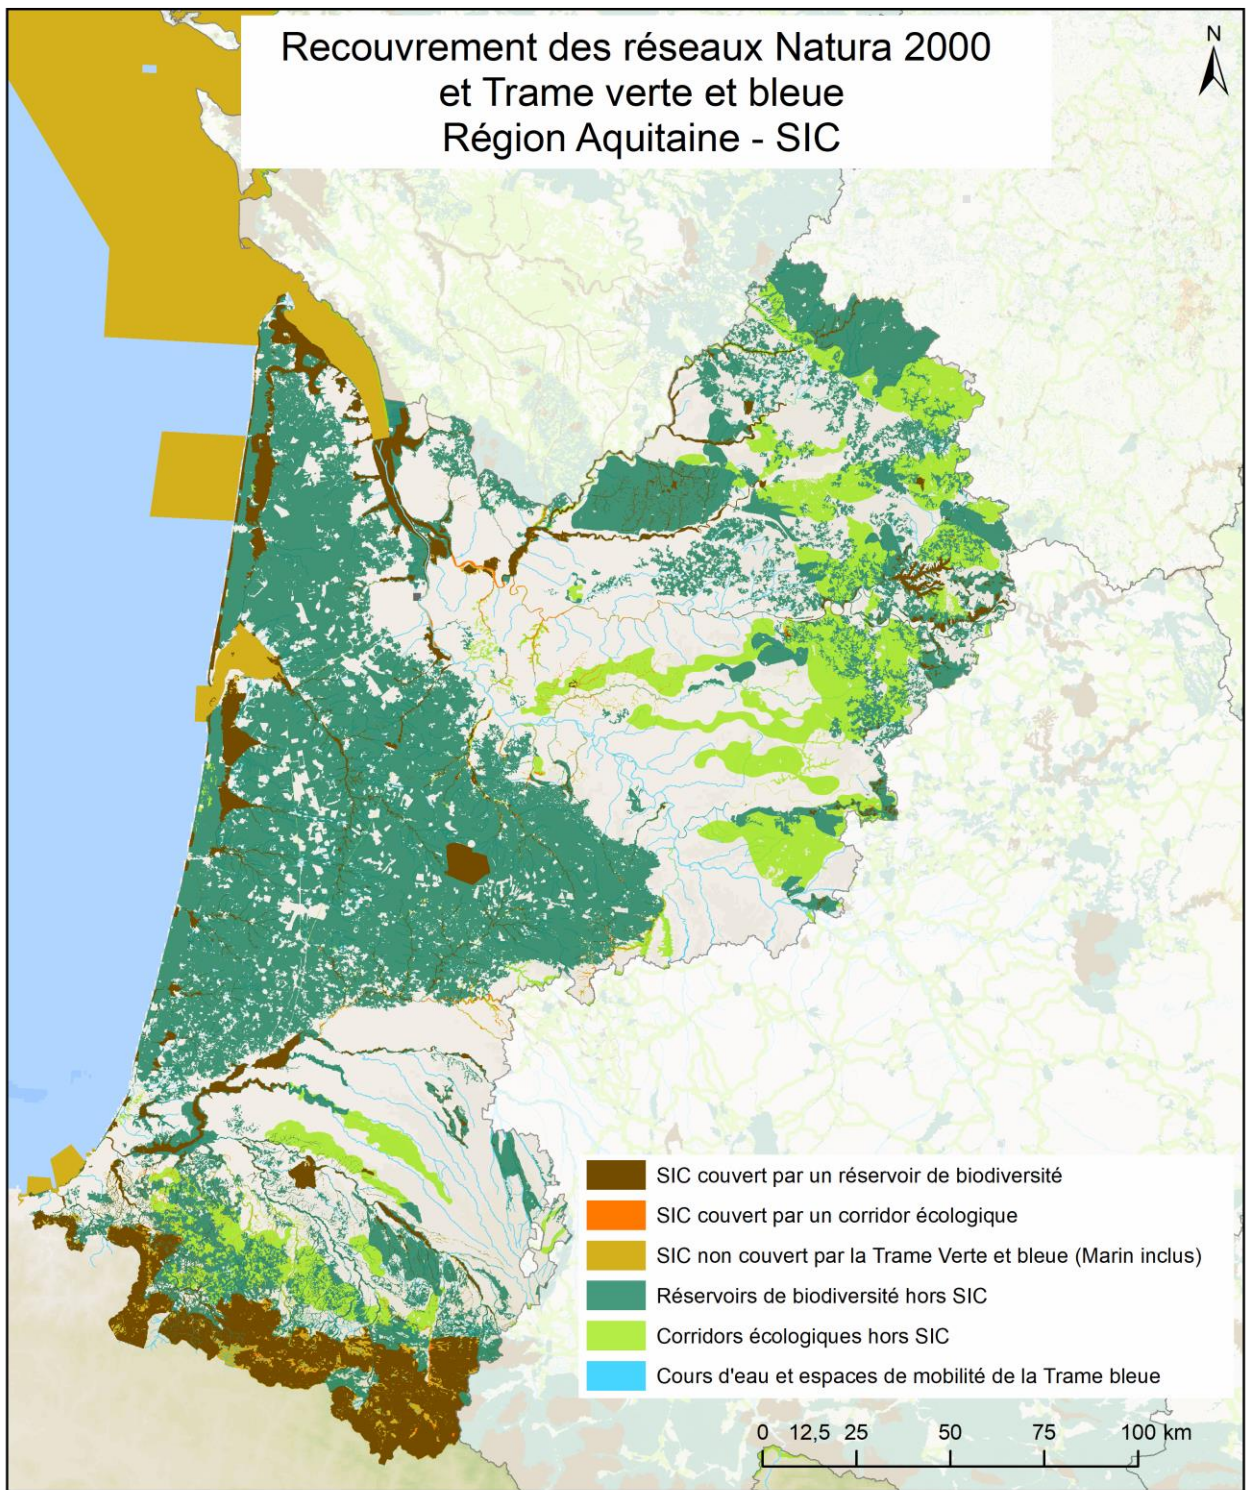 Recouvrement des réseaux Natura 2000
et Trame verte et bleue
Région Aquitaine - SIC
N
SIC couvert par un réservoir de biodiversité
SIC couvert par un corridor écologique
SIC non couvert par la Trame Verte et bleue (Marin inclus)
Réservoirs de biodiversité hors SIC
Corridors écologiques hors SIC
Cours d'eau et espaces de mobilité de la Trame bleue
0 12,5 25 50 75 100 km